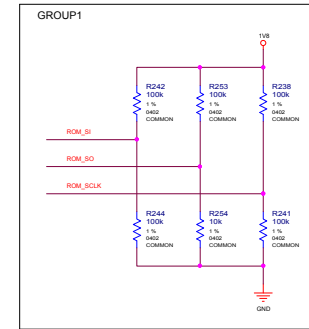 GROUP1
1V8
R242
100k
1 %
0402
COMMON
R253
100k
1 %
0402
COMMON
R238
100k
1 %
0402
COMMON
ROM_SI
ROM_SO
ROM_SCLK
R244
100k
1 %
0402
COMMON
R254
10k
1 %
0402
COMMON
R241
100k
1 %
0402
COMMON
GND